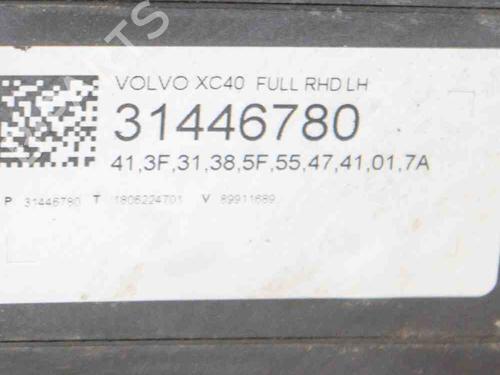 VOLVO XC40 FULL RHD LH
31446780
41,3F,31,38,5F,55,47,41,01,7A
P 31446780 T 1806224701 V 89911689